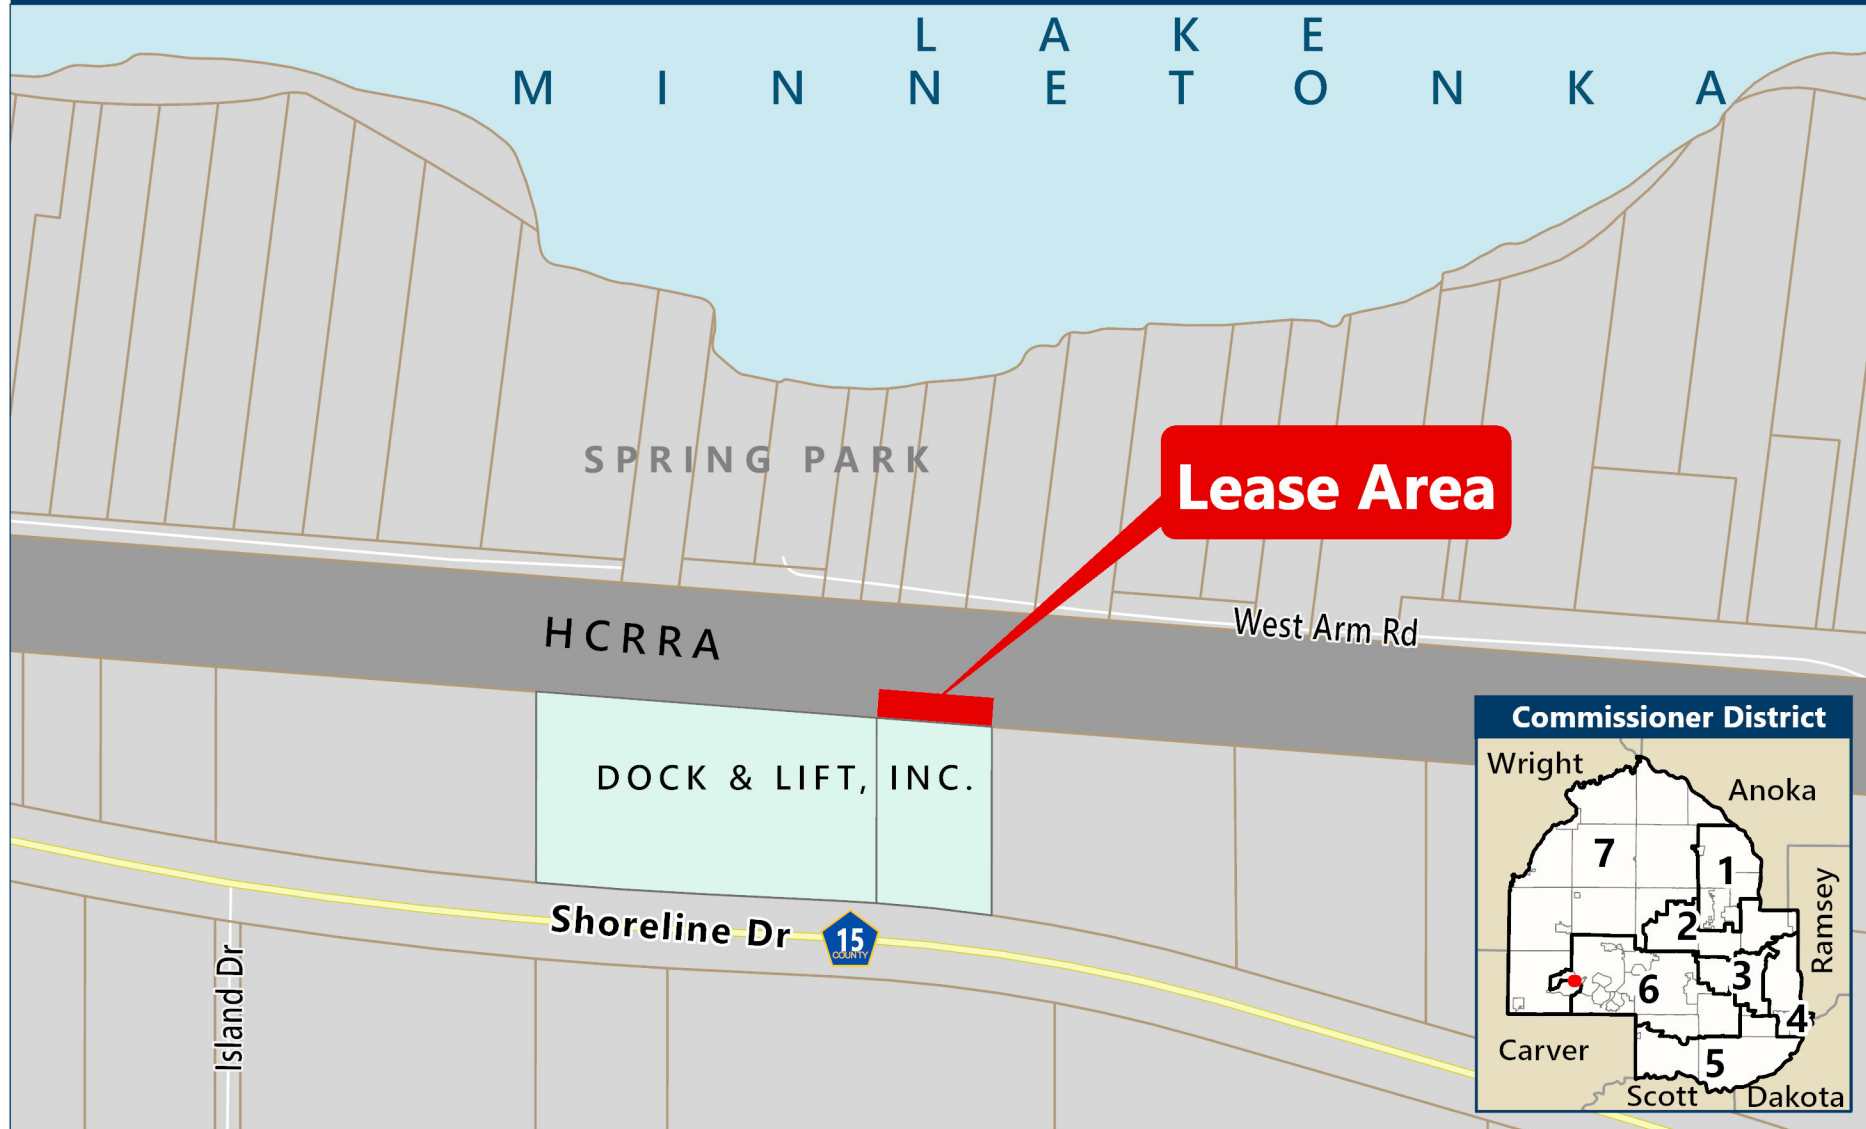 LAKE
MINNETONKA
SPRING PARK
Lease Area
West Arm Rd
HCRRA
DOCK & LIFT, INC.
Shoreline Dr
15
COUNTY
Island Dr
Commissioner District
Wright
Anoka
7
1
Ramsey
2
3
6
4
Carver
5
Scott
Dakota